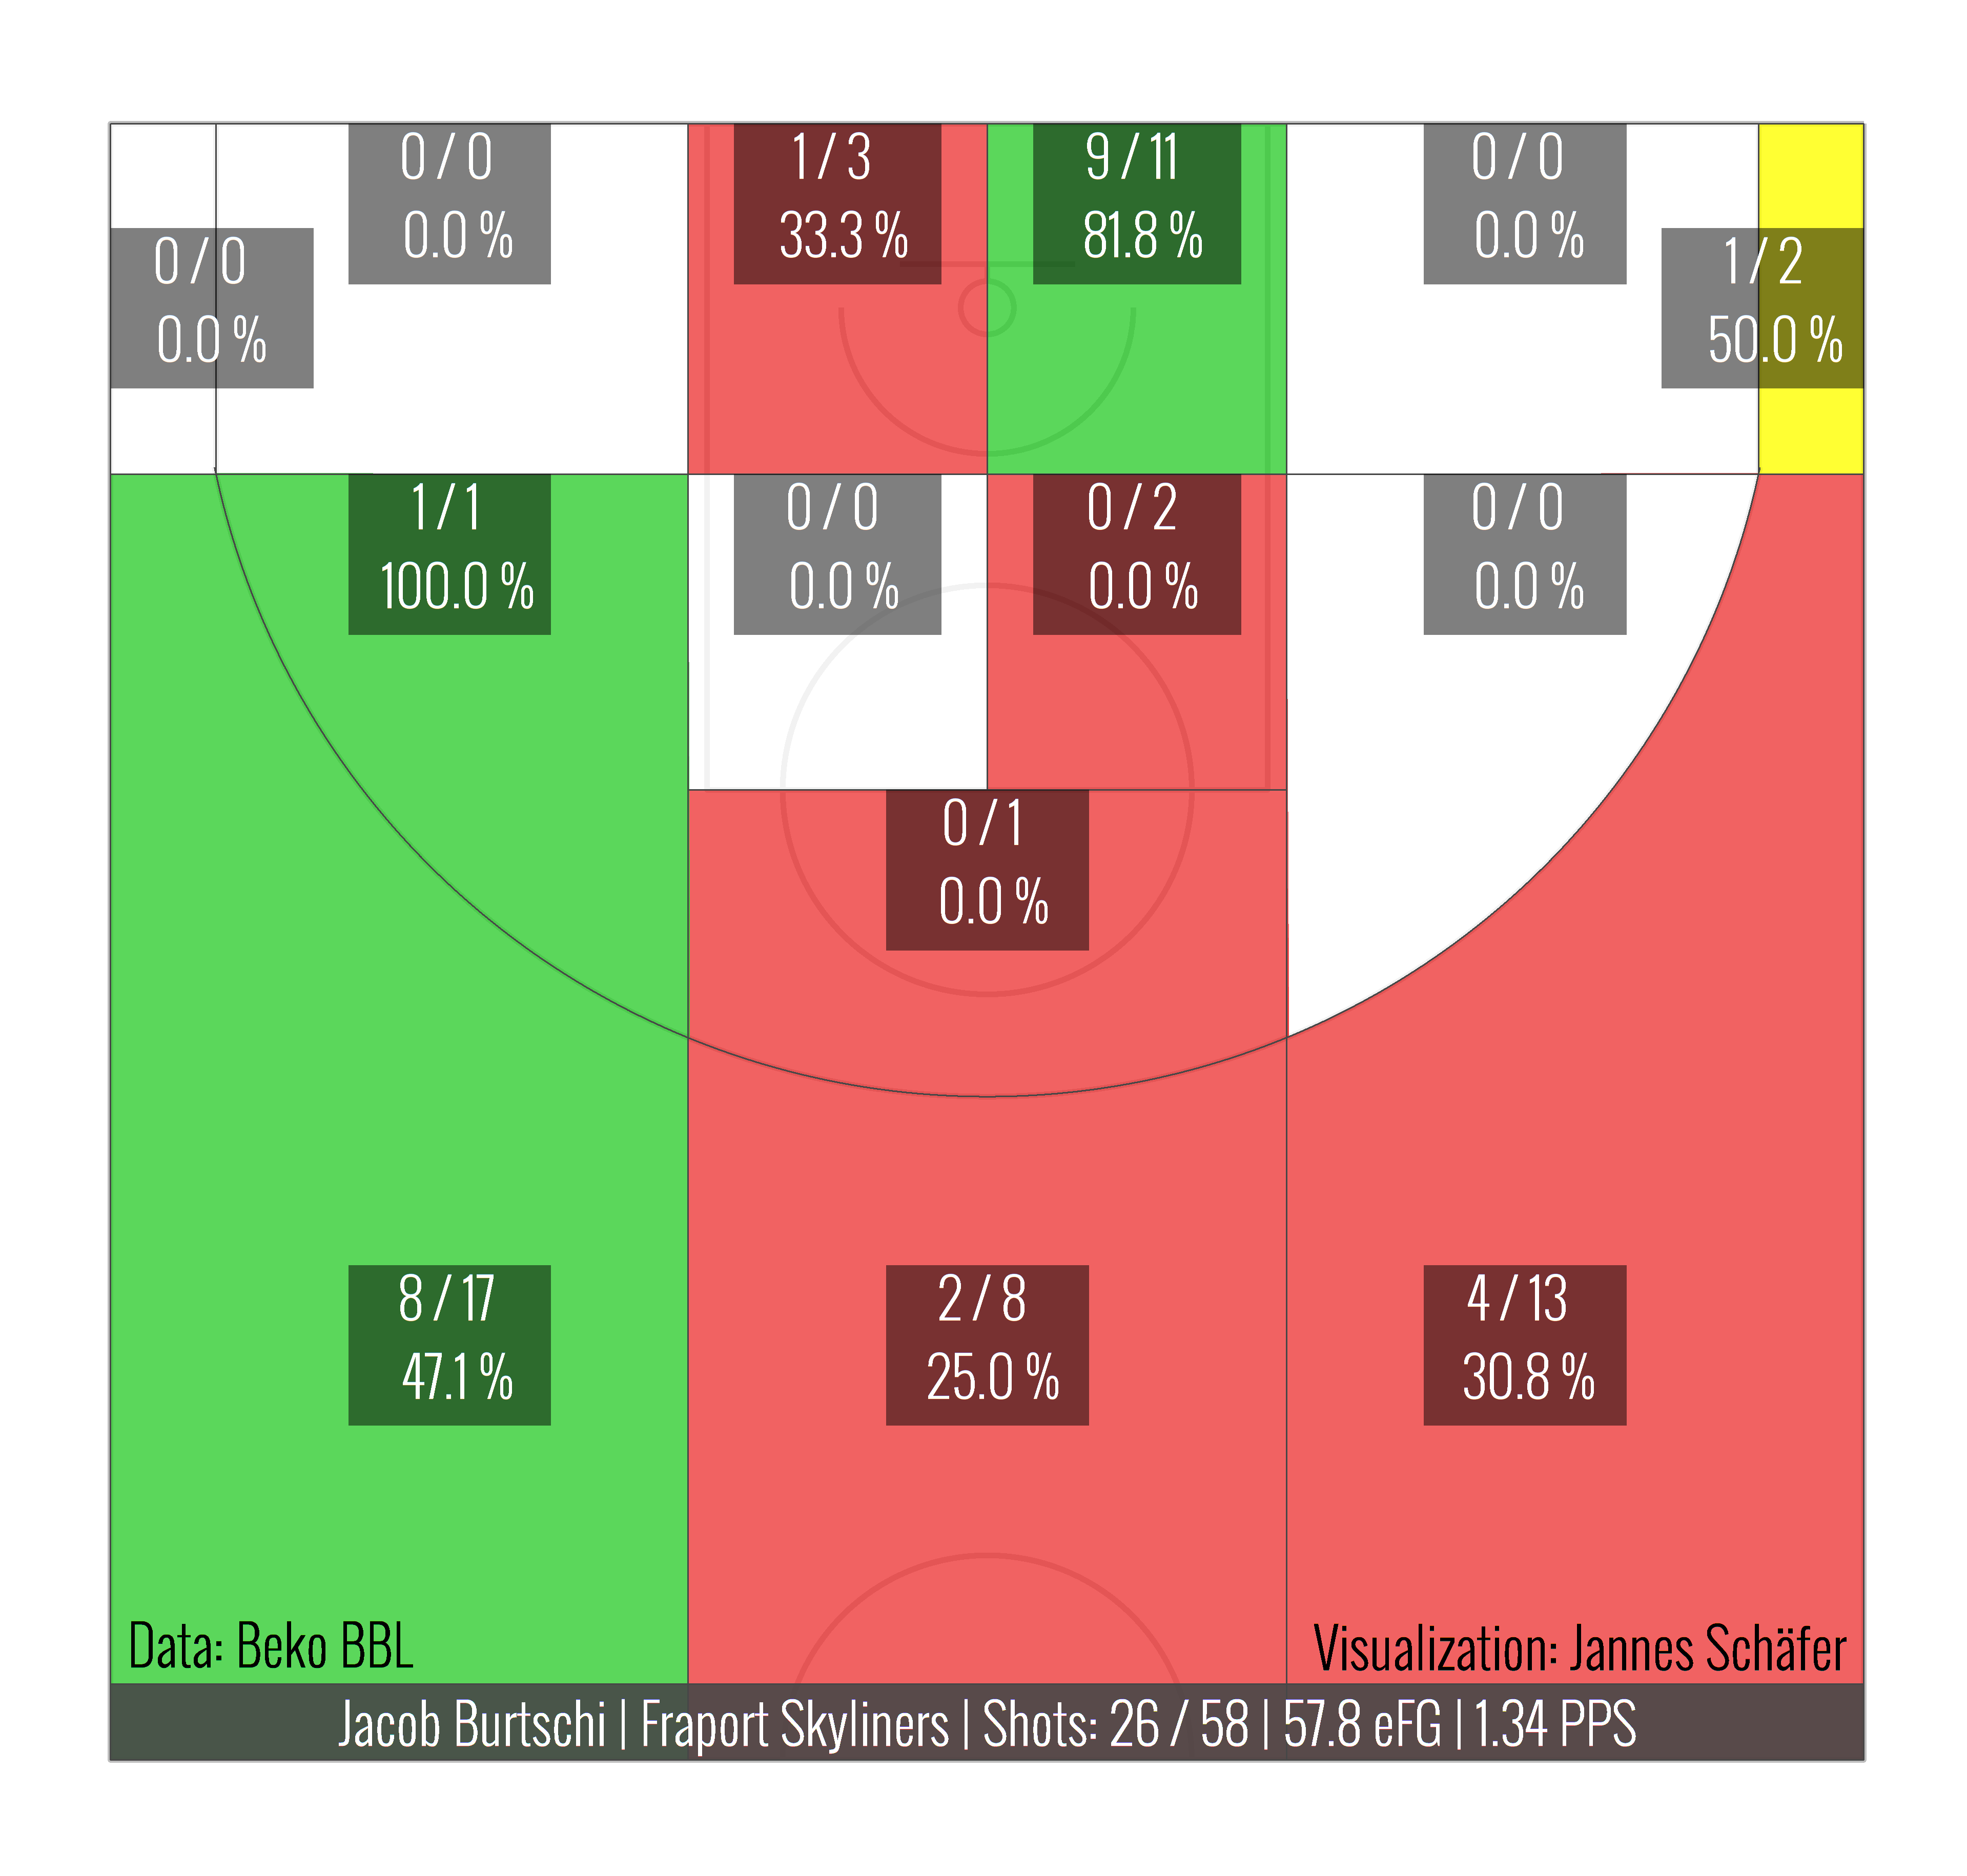 0 / 0
0.0 %
1 / 3
33.3 %
9 / 11
81.8 %
0 / 0
0.0 %
0 / 0
0.0 %
1 / 2
50.0 %
1 / 1
100.0 %
0 / 0
0.0 %
0 / 2
0.0 %
0 / 0
0.0 %
0 / 1
0.0 %
8 / 17
47.1 %
2 / 8
25.0 %
4 / 13
30.8 %
Data: Beko BBL
Visualization: Jannes Schäfer
Jacob Burtschi | Fraport Skyliners | Shots: 26 / 58 | 57.8 eFG | 1.34 PPS